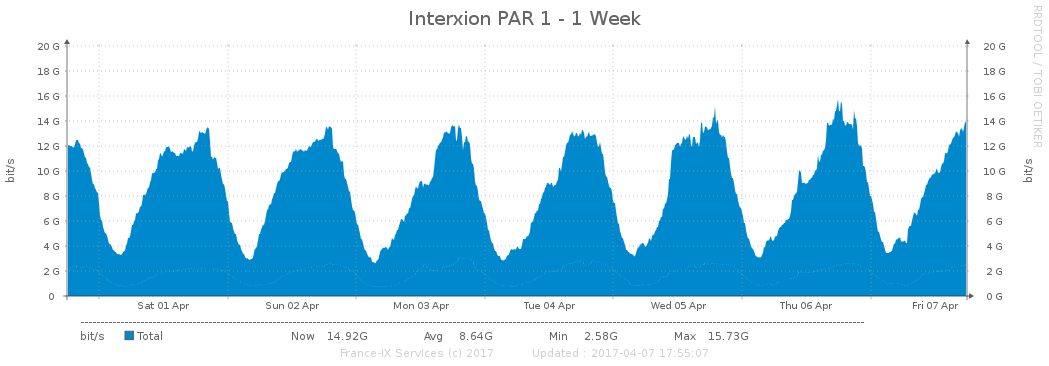 Interxion PAR 1 - 1 Week
RRDTOOL / TOBI OETIKER
20 G 20 G
18 G 18 G
16 G 16 G
14 G 14 G
12 G 12 G
10 G 10 G
8 G 8 G
6 G 6 G
4 G 4 G
2 G 2 G
0 0 G
bit/s
bit/s
Sat 01 Apr Sun 02 Apr Mon 03 Apr Tue 04 Apr Wed 05 Apr Thu 06 Apr Fri 07 Apr
bit/s Total Now 14.92G Avg 8.64G Min 2.58G Max 15.73G
France-IX Services (c) 2017 Updated : 2017-04-07 17:55:07